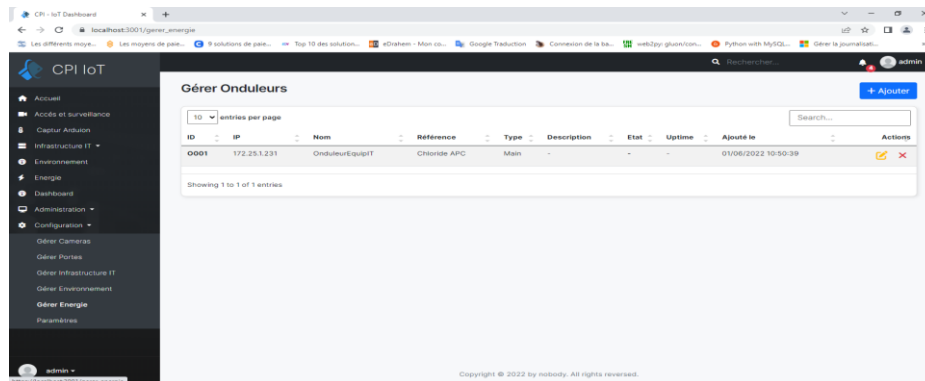 CPI - IoT Dashboard
localhost:3001/gerer_energie
Les différents moye... Les moyens de paie... 9 solutions de paie... Top 10 des solution... eDrahem - Mon co... Google Traduction Connexion de la ba... web2py: gluon/con... Python with MySQL... Gérer la journalisati...
CPI IoT
Rechercher...
admin
Accueil
Accés et surveillance
Captur Arduion
Infrastructure IT
Environnement
Energie
Dashboard
Administration
Configuration
Gérer Cameras
Gérer Portes
Gérer Infrastructure IT
Gérer Environnement
Gérer Energie
Paramètres
admin
Gérer Onduleurs
+ Ajouter
10 entries per page
Search...
ID IP Nom Référence Type Description Etat Uptime Ajouté le Actions
O001 172.25.1.231 OnduleurEquipIT Chloride APC Main - - - 01/06/2022 10:50:39
Showing 1 to 1 of 1 entries
Copyright © 2022 by nobody. All rights reversed.